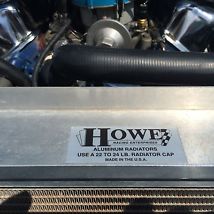 HOWE
RACING ENTERPRISES
ALUMINUM RADIATORS
USE A 22 TO 24 LB. RADIATOR CAP
MADE IN THE U.S.A.